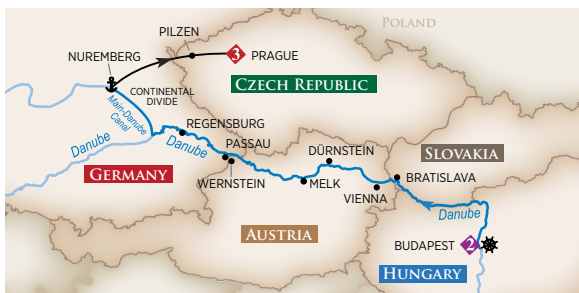 POLAND
PILZEN
NUREMBERG
3
PRAGUE
CZECH REPUBLIC
CONTINENTAL
DIVIDE
Main-Danube
Canal
REGENSBURG
Danube
Danube
PASSAU
DÜRNSTEIN
SLOVAKIA
GERMANY
WERNSTEIN
MELK
BRATISLAVA
VIENNA
Danube
AUSTRIA
BUDAPEST
2
HUNGARY